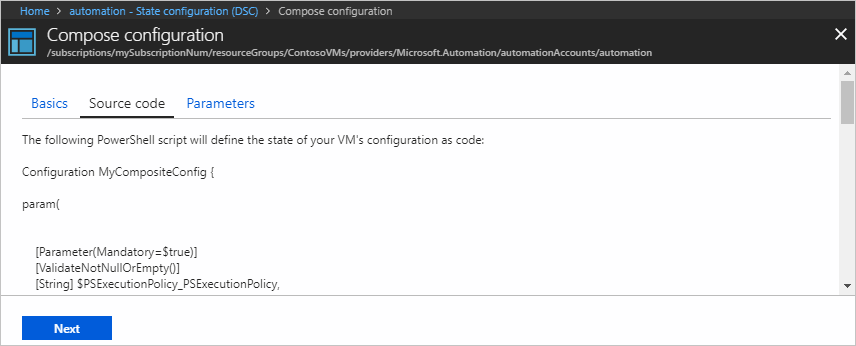 Home > automation - State configuration (DSC) > Compose configuration
Compose configuration
/subscriptions/mySubscriptionNum/resourceGroups/ContosoVMs/providers/Microsoft.Automation/automationAccounts/automation
Basics Source code Parameters
The following PowerShell script will define the state of your VM's configuration as code:
Configuration MyCompositeConfig {
param(
[Parameter(Mandatory=$true)]
[ValidateNotNullOrEmpty()]
[String] $PSExecutionPolicy_PSExecutionPolicy,
Next